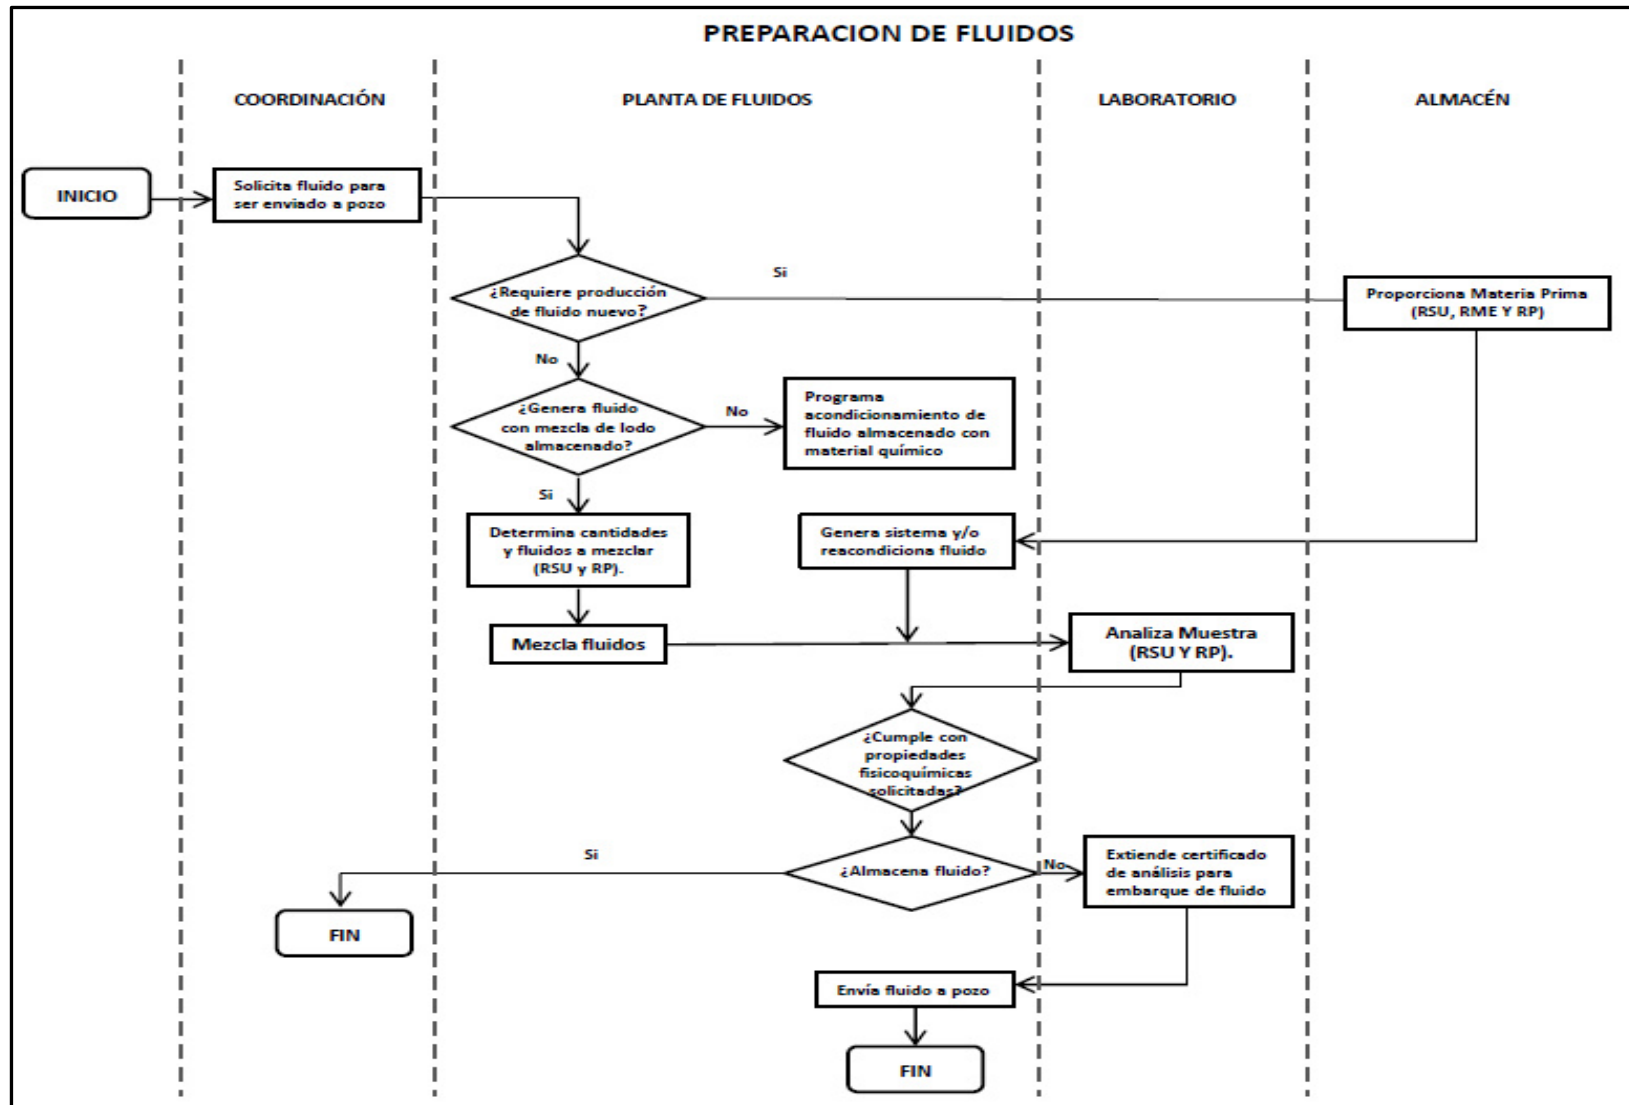 PREPARACION DE FLUIDOS
COORDINACIÓN
PLANTA DE FLUIDOS
LABORATORIO
ALMACÉN
INICIO
Solicita fluido para
ser enviado a pozo
¿Requiere producción
de fluido nuevo?
Si
Proporciona Materia Prima
(RSU, RME Y RP)
No
¿Genera fluido
con mezcla de lodo
almacenado?
No
Programa
acondicionamiento de
fluido almacenado con
material químico
Si
Determina cantidades
y fluidos a mezclar
(RSU y RP).
Genera sistema y/o
reacondiciona fluido
Mezcla fluidos
Analiza Muestra
(RSU Y RP).
¿Cumple con
propiedades
fisicoquímicas
solicitadas?
Si
¿Almacena fluido?
No
Extiende certificado
de análisis para
embarque de fluido
FIN
Envía fluido a pozo
FIN